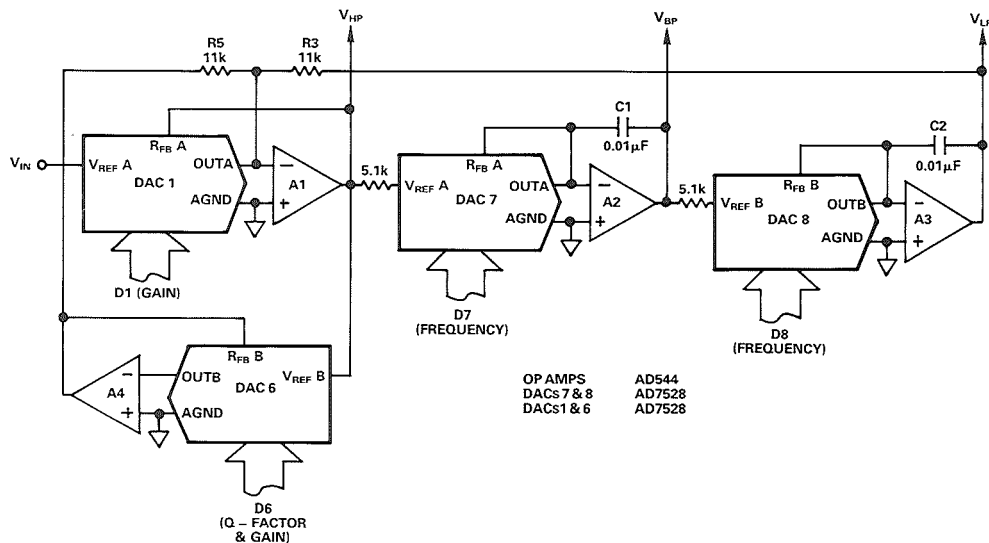 VHP
VBP
VLP
R5
11k
R3
11k
C1
0.01µF
C2
0.01µF
VIN
VREF A
RFB A
DAC 1
OUTA
AGND
A1
5.1k
VREF A
RFB A
DAC 7
OUTA
AGND
A2
5.1k
VREF B
RFB B
DAC 8
OUTB
AGND
A3
D1 (GAIN)
D7
(FREQUENCY)
D8
(FREQUENCY)
A4
OUTB
AGND
RFB B
DAC 6
VREF B
D6
(Q – FACTOR
& GAIN)
OP AMPS AD544
DACs 7 & 8 AD7528
DACs 1 & 6 AD7528